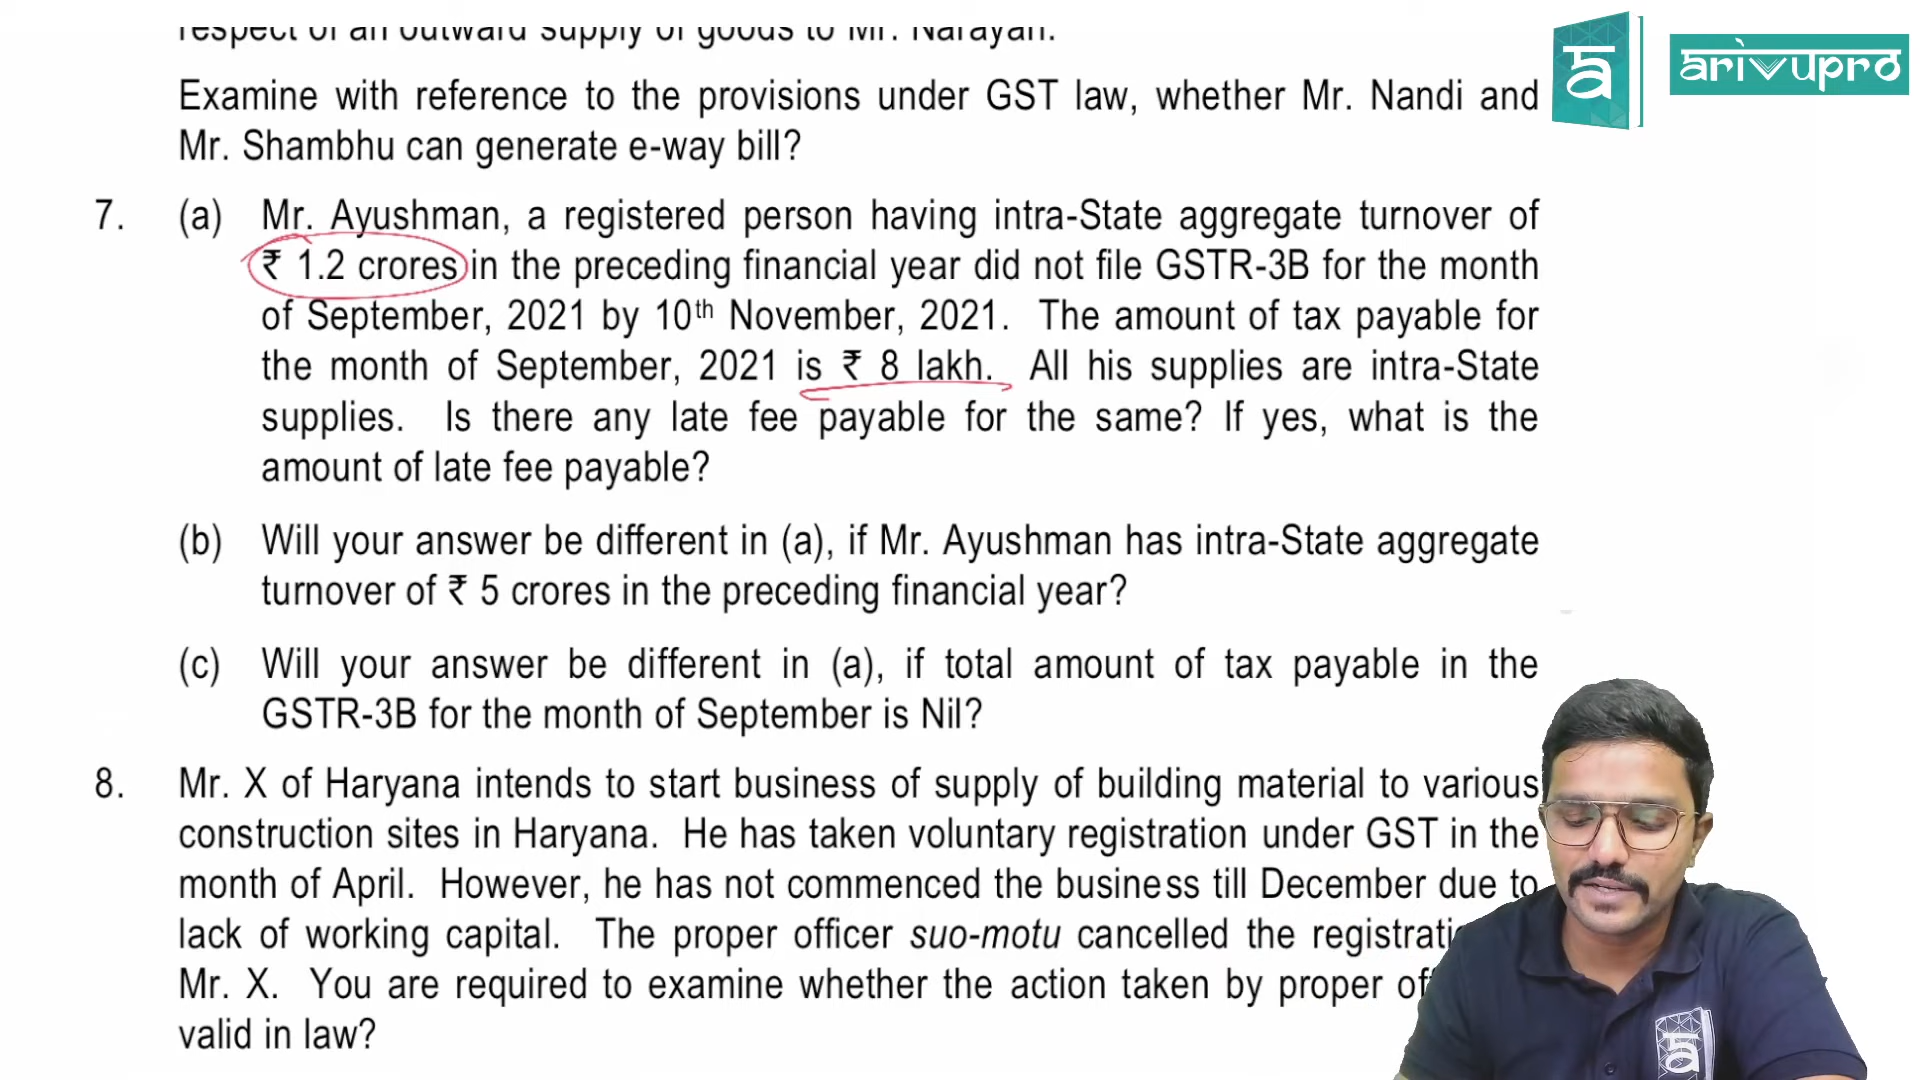 respect of an outward supply of goods to Mr. Narayan.
Examine with reference to the provisions under GST law, whether Mr. Nandi and
Mr. Shambhu can generate e-way bill?
7. (a) Mr. Ayushman, a registered person having intra-State aggregate turnover of
₹ 1.2 crores in the preceding financial year did not file GSTR-3B for the month
of September, 2021 by 10th November, 2021. The amount of tax payable for
the month of September, 2021 is ₹ 8 lakh. All his supplies are intra-State
supplies. Is there any late fee payable for the same? If yes, what is the
amount of late fee payable?
(b) Will your answer be different in (a), if Mr. Ayushman has intra-State aggregate
turnover of ₹ 5 crores in the preceding financial year?
(c) Will your answer be different in (a), if total amount of tax payable in the
GSTR-3B for the month of September is Nil?
8. Mr. X of Haryana intends to start business of supply of building material to various
construction sites in Haryana. He has taken voluntary registration under GST in the
month of April. However, he has not commenced the business till December due to
lack of working capital. The proper officer suo-motu cancelled the registrati
Mr. X. You are required to examine whether the action taken by proper of
valid in law?
arivupro